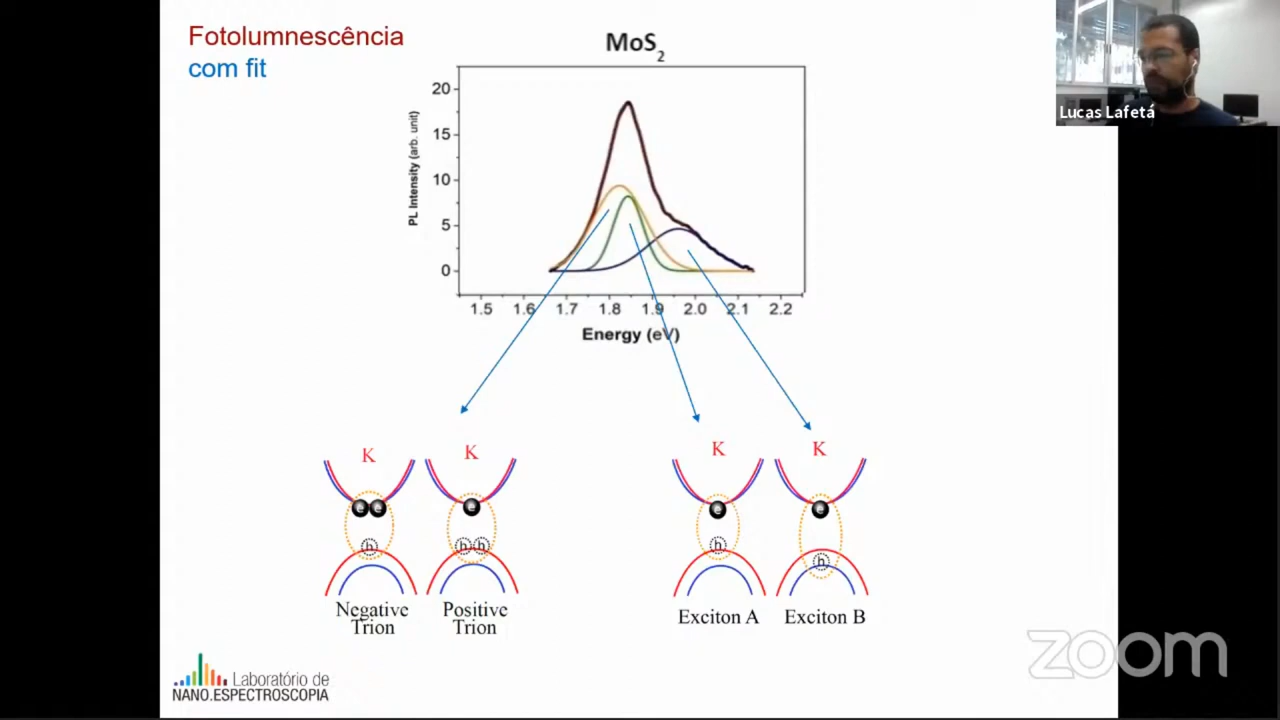 Fotolumnescência
com fit
MoS2
PL Intensity (arb. unit)
20
15
10
5
0
1.5 1.6 1.7 1.8 1.9 2.0 2.1 2.2
Energy (eV)
Lucas Lafetá
K K K K
e e e e e
h h h h h
Negative Trion
Positive Trion
Exciton A
Exciton B
Laboratório de
NANO.ESPECTROSCOPIA
zoom